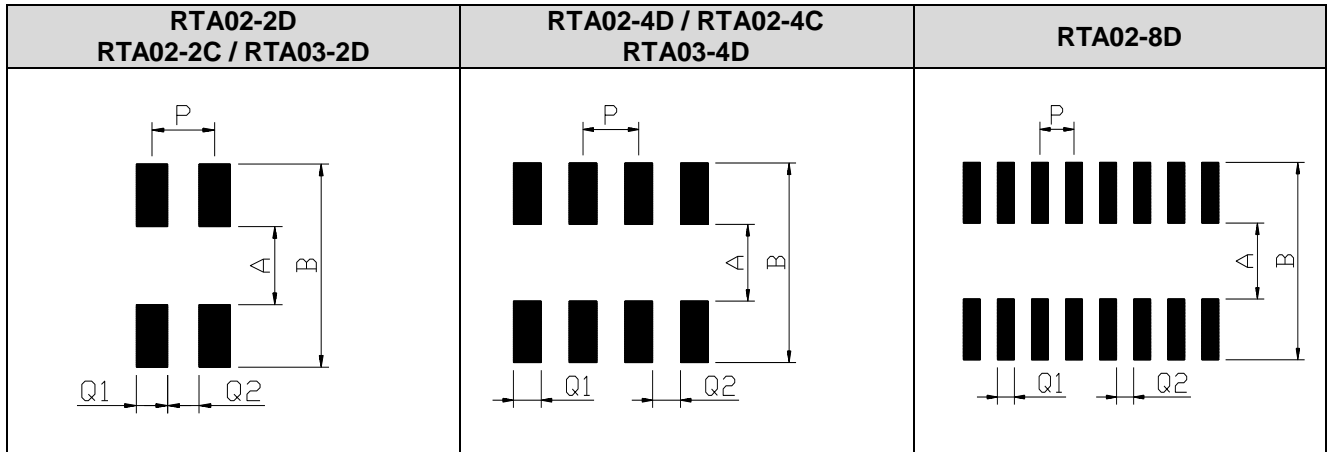 RTA02-2D
RTA02-2C / RTA03-2D
RTA02-4D / RTA02-4C
RTA03-4D
RTA02-8D
P
A
B
Q1
Q2
P
A
B
Q1
Q2
P
A
B
Q1
Q2